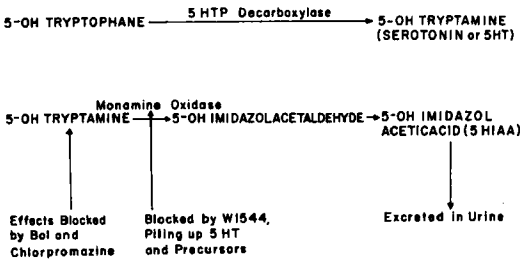 5-OH TRYPTOPHANE 5 HTP Decarboxylase 5-OH TRYPTAMINE
(SEROTONIN or 5HT)
Monamine Oxidase
5-OH TRYPTAMINE 5-OH IMIDAZOLACETALDEHYDE 5-OH IMIDAZOL
ACETICACID (5 HIAA)
Effects Blocked
by Bol and
Chlorpromazine
Blocked by W1544,
Piling up 5 HT
and Precursors
Excreted in Urine